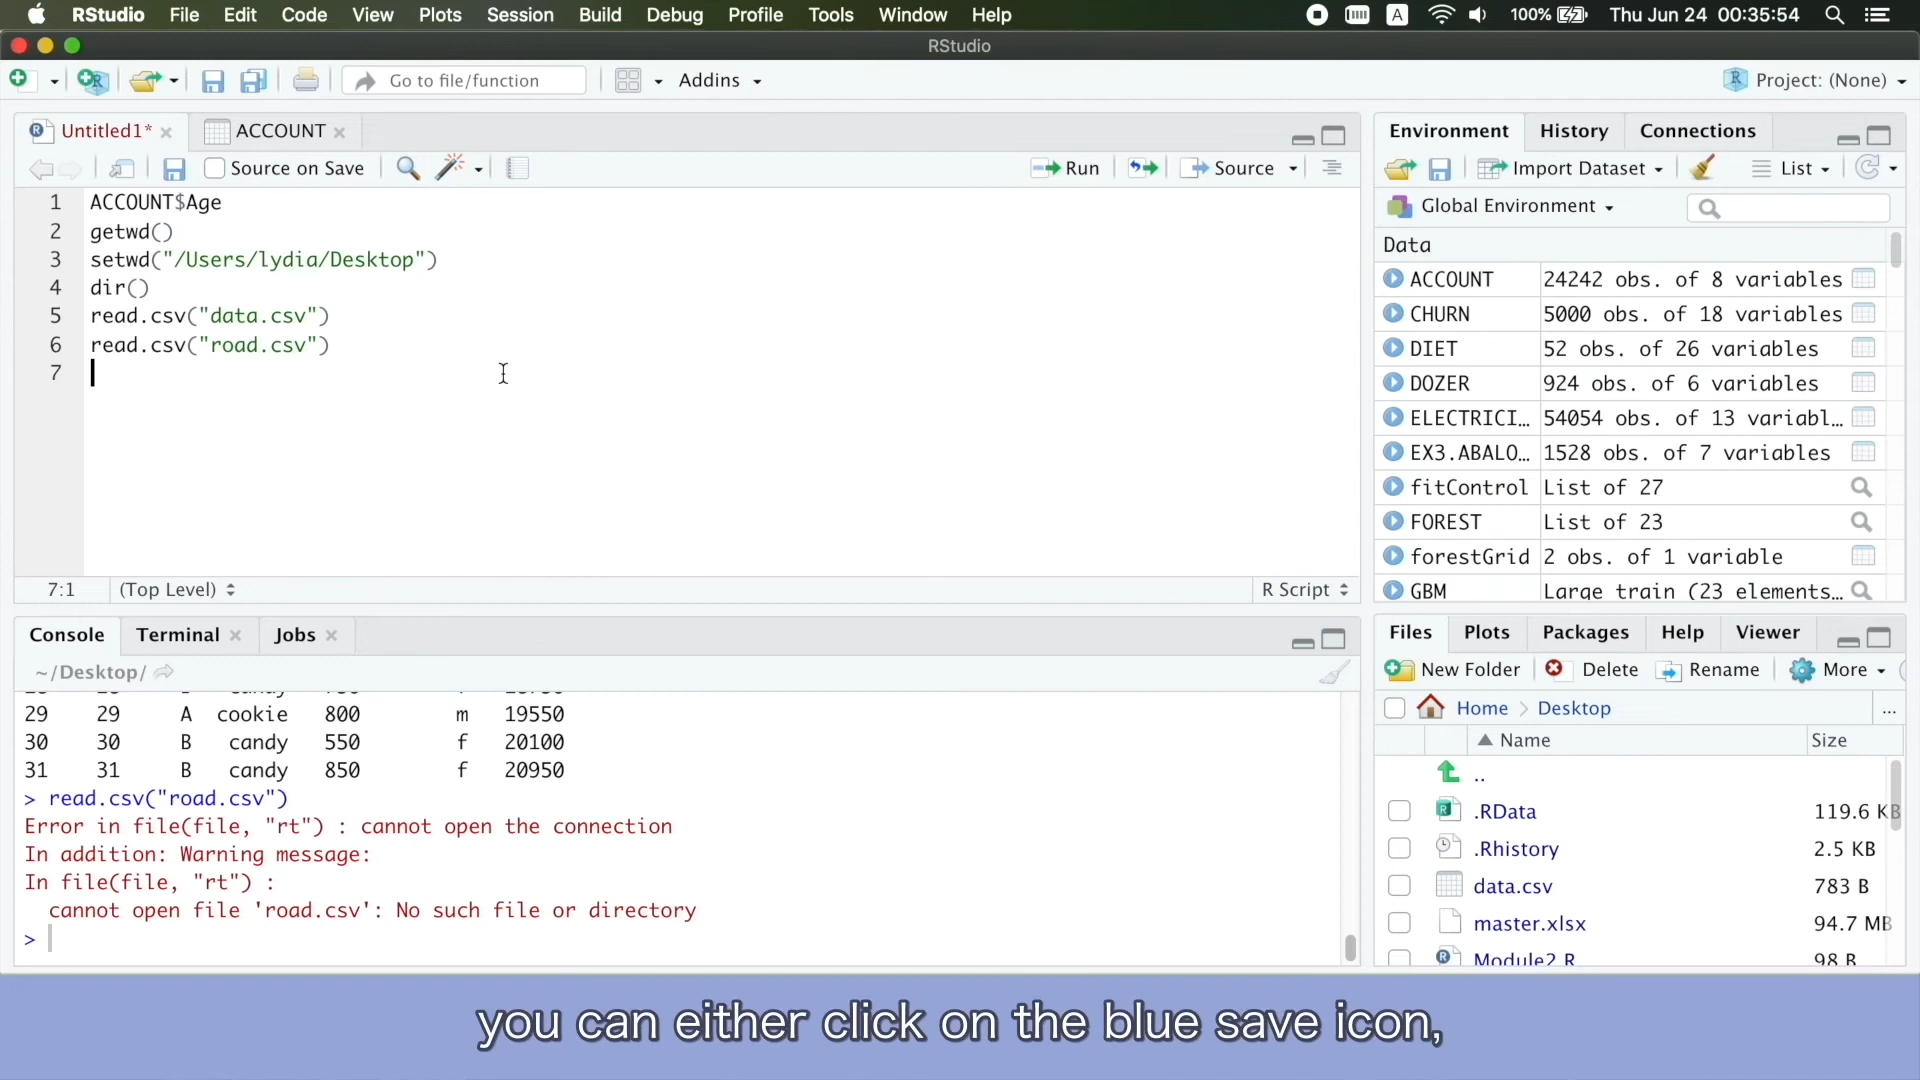 RStudio File Edit Code View Plots Session Build Debug Profile Tools Window Help A 100% Thu Jun 24 00:35:54
RStudio
Go to file/function Addins Project: (None)
Untitled1* ACCOUNT
Source on Save Run Source
1 ACCOUNT$Age
2 getwd()
3 setwd("/Users/lydia/Desktop")
4 dir()
5 read.csv("data.csv")
6 read.csv("road.csv")
7
7:1 (Top Level) R Script
Console Terminal Jobs
~/Desktop/
29 29 A cookie 800 m 19550
30 30 B candy 550 f 20100
31 31 B candy 850 f 20950
> read.csv("road.csv")
Error in file(file, "rt") : cannot open the connection
In addition: Warning message:
In file(file, "rt") :
cannot open file 'road.csv': No such file or directory
>
Environment History Connections
Import Dataset List
Global Environment
Data
ACCOUNT 24242 obs. of 8 variables
CHURN 5000 obs. of 18 variables
DIET 52 obs. of 26 variables
DOZER 924 obs. of 6 variables
ELECTRICI… 54054 obs. of 13 variabl…
EX3.ABALO… 1528 obs. of 7 variables
fitControl List of 27
FOREST List of 23
forestGrid 2 obs. of 1 variable
GBM Large train (23 elements…
Files Plots Packages Help Viewer
New Folder Delete Rename More
Home Desktop ...
Name Size
..
.RData 119.6 KB
.Rhistory 2.5 KB
data.csv 783 B
master.xlsx 94.7 MB
Module2.R 98 B
you can either click on the blue save icon,